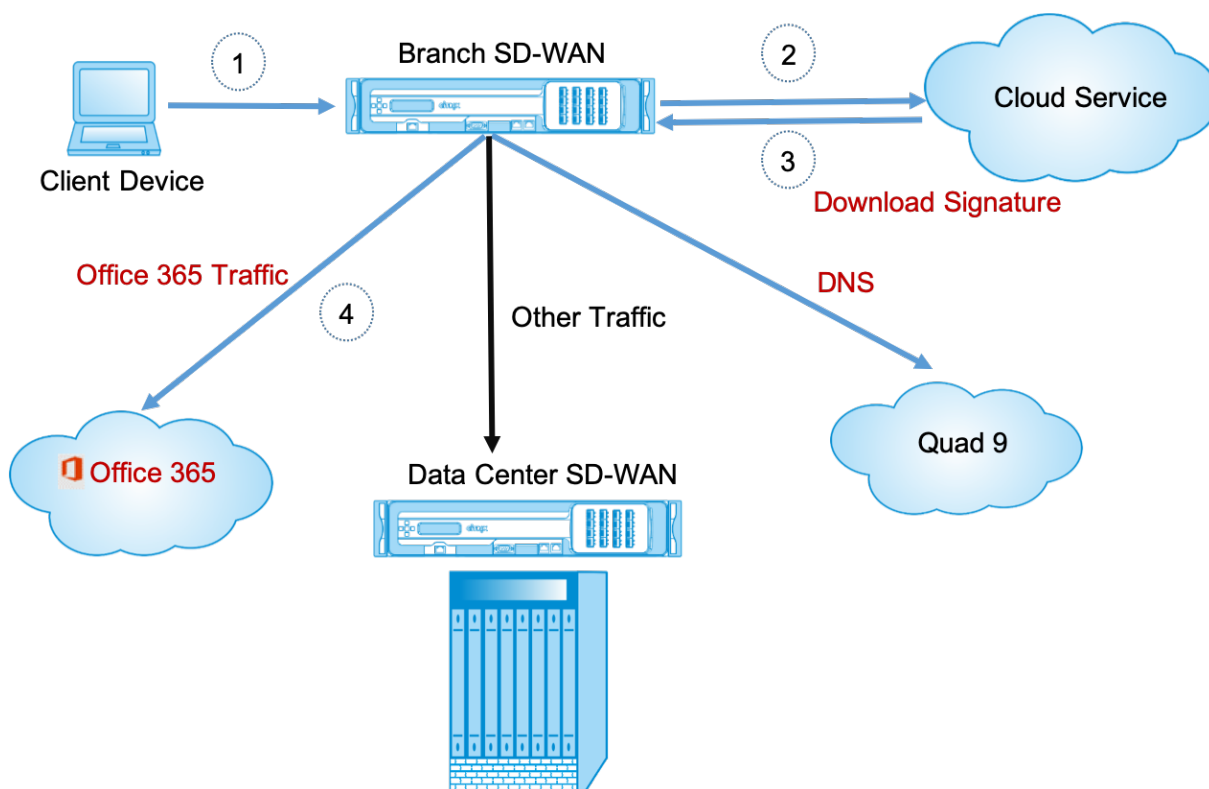 1
Branch SD-WAN
2
Cloud Service
Client Device
3
Download Signature
Office 365 Traffic
4
DNS
Other Traffic
Office 365
Data Center SD-WAN
Quad 9